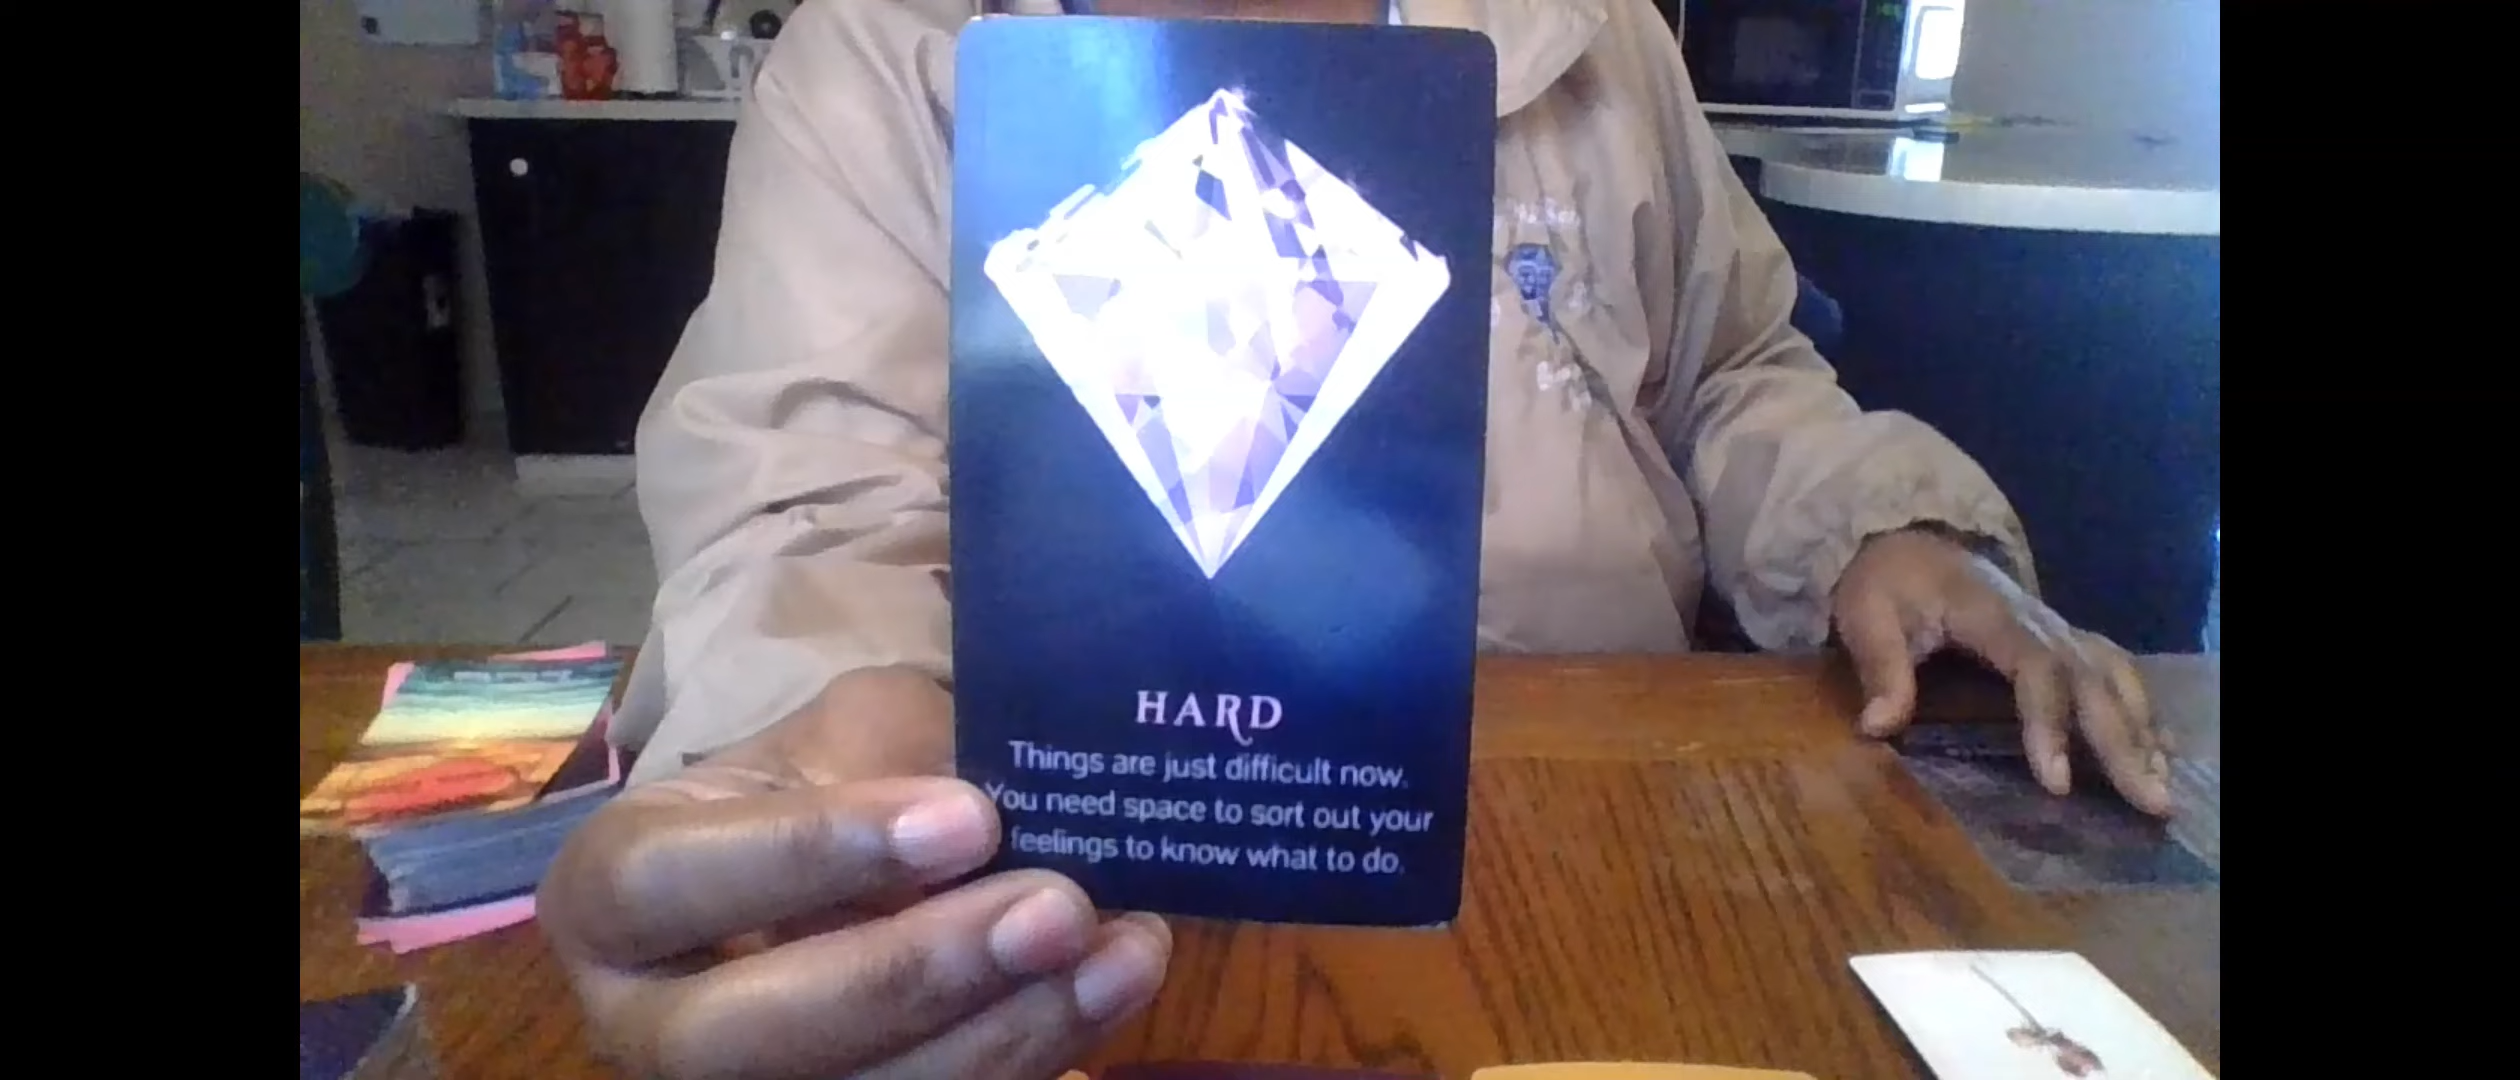 HARD
Things are just difficult now.
You need space to sort out your
feelings to know what to do.